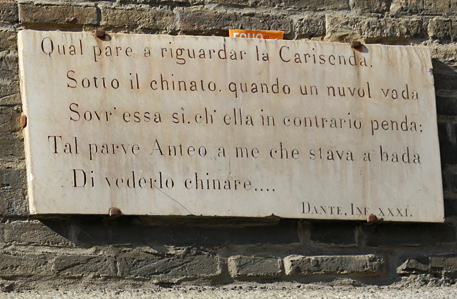 Qual pare a riguardar la Carisenda.
Sotto il chinato, quando un nuvol vada
Sovr' essa sì, ch' ella in contrario penda;
Tal parve Anteo a me che stava a bada
Di vederlo chinare....
Dante, Inf. xxxi.